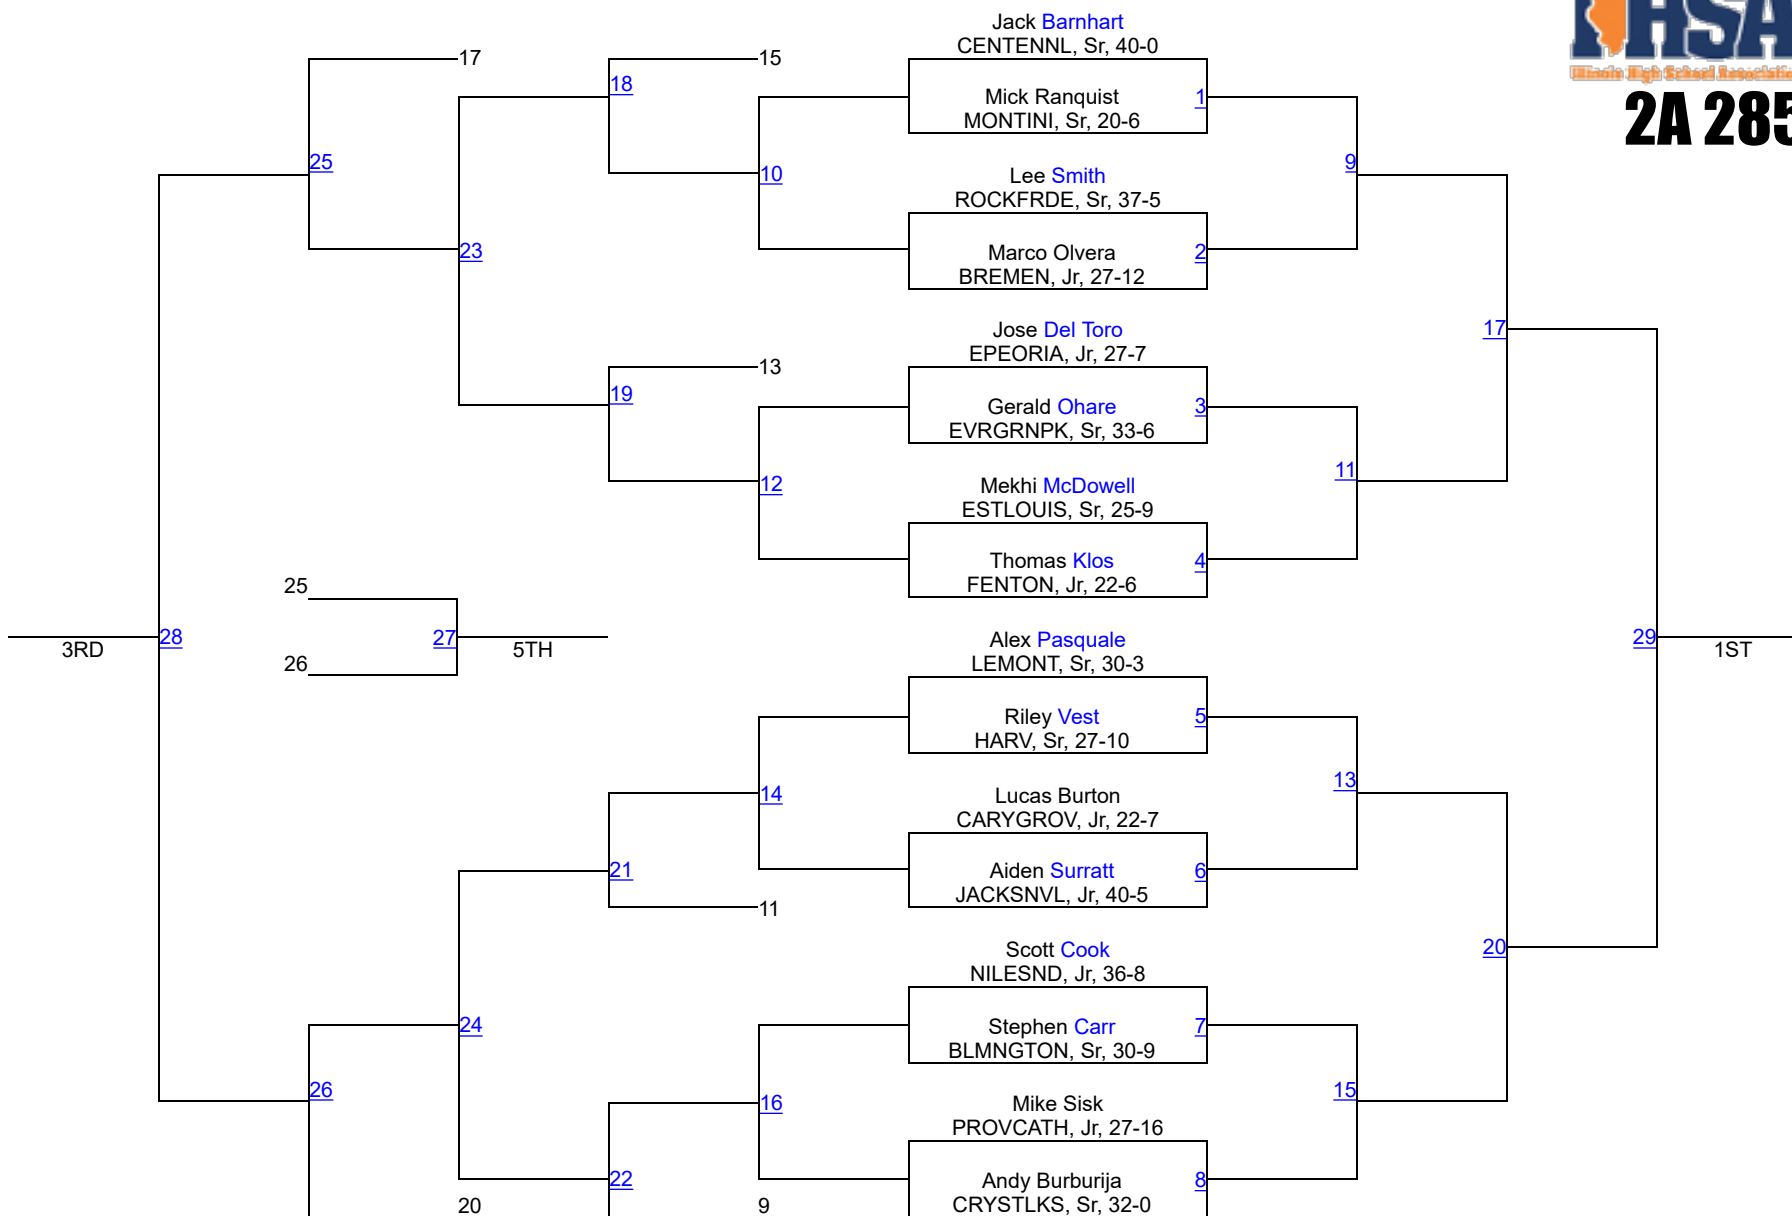 IHSA
Illinois High School Association
2A 285
Jack Barnhart
CENTENNL, Sr, 40-0
17
15
18
Mick Ranquist
1
MONTINI, Sr, 20-6
25
10
Lee Smith
9
ROCKFRDE, Sr, 37-5
23
Marco Olvera
2
BREMEN, Jr, 27-12
Jose Del Toro
17
EPEORIA, Jr, 27-7
13
19
Gerald Ohare
3
EVRGRNPK, Sr, 33-6
12
Mekhi McDowell
11
ESTLOUIS, Sr, 25-9
Thomas Klos
4
FENTON, Jr, 22-6
25
28
27
29
3RD
5TH
1ST
26
Alex Pasquale
LEMONT, Sr, 30-3
Riley Vest
5
HARV, Sr, 27-10
14
Lucas Burton
13
CARYGROV, Jr, 22-7
21
Aiden Surratt
6
JACKSNVL, Jr, 40-5
11
Scott Cook
20
NILESND, Jr, 36-8
24
Stephen Carr
7
BLMNGTON, Sr, 30-9
26
16
Mike Sisk
15
PROVCATH, Jr, 27-16
22
Andy Burburija
8
CRYSTLKS, Sr, 32-0
20
9